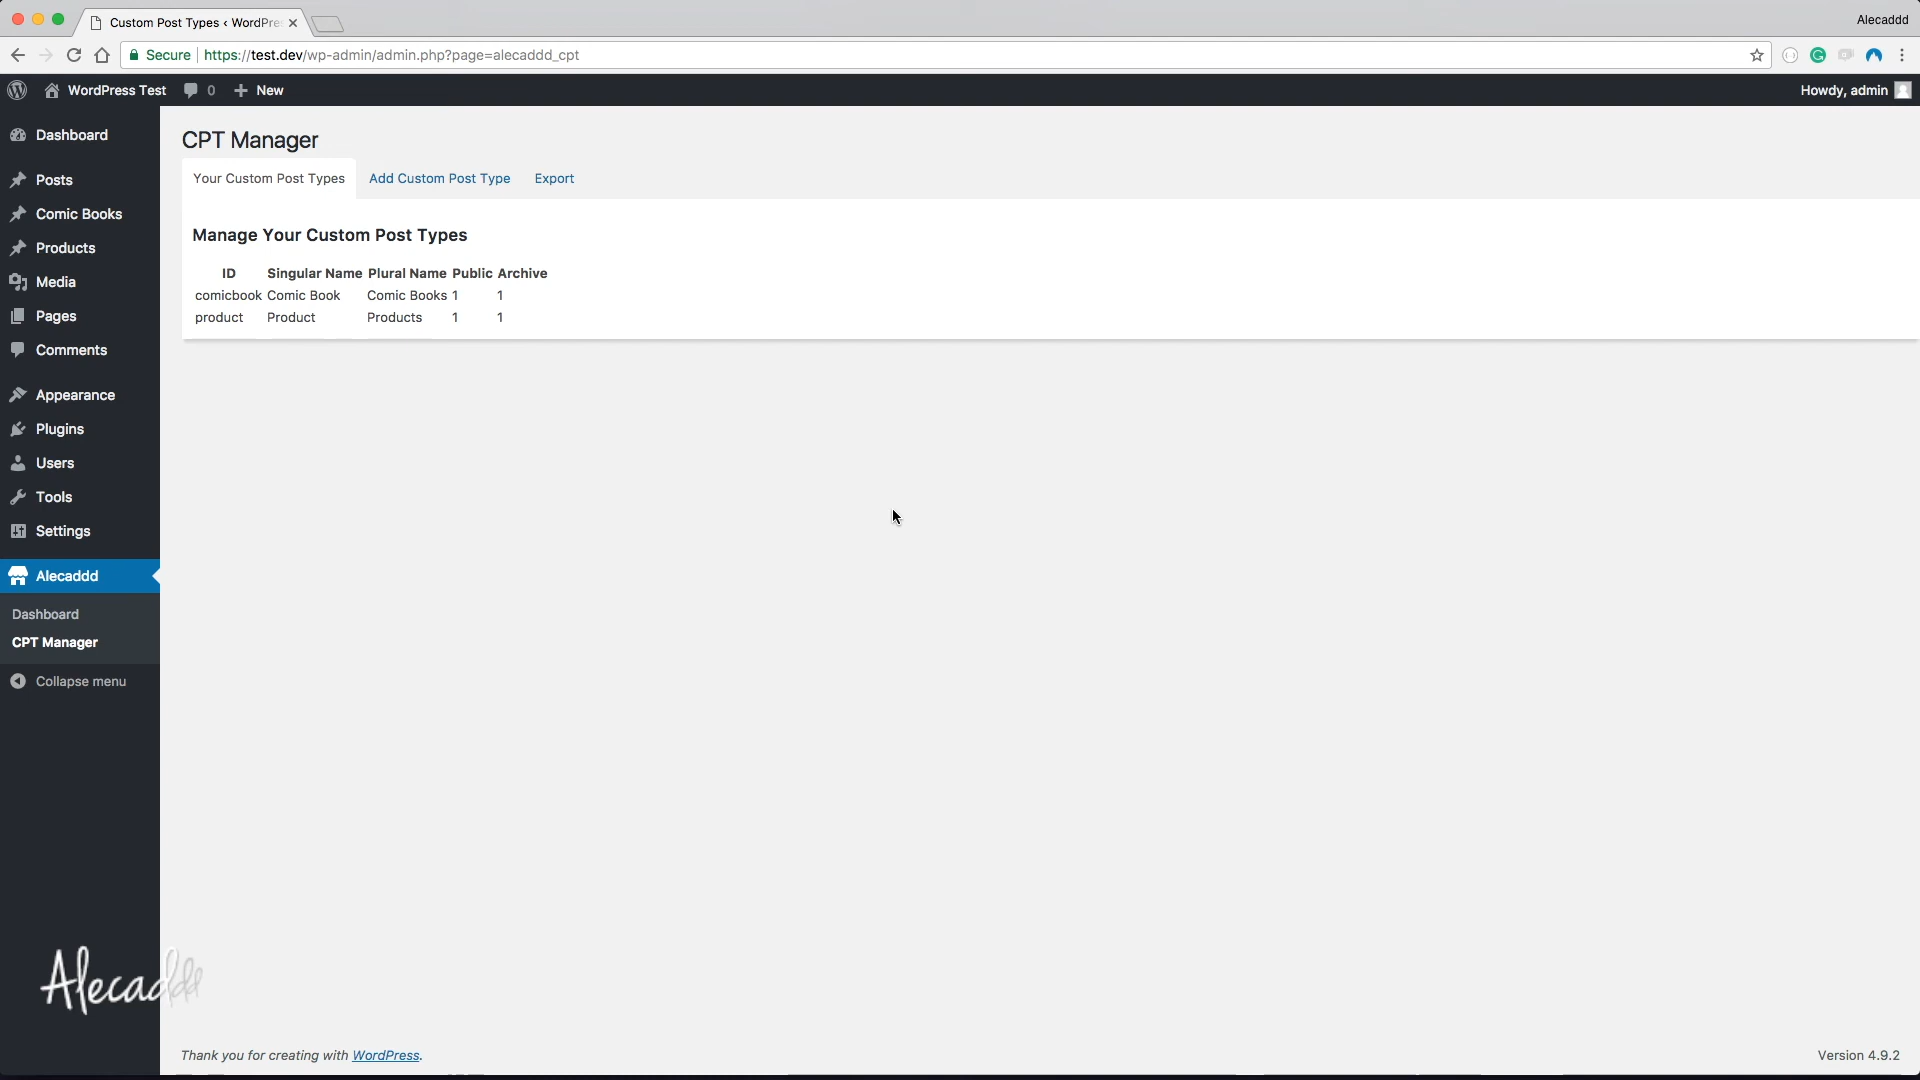 Custom Post Types ‹ WordPre
Alecaddd
Secure https://test.dev/wp-admin/admin.php?page=alecaddd_cpt
WordPress Test 0 New
Howdy, admin
Dashboard
Posts
Comic Books
Products
Media
Pages
Comments
Appearance
Plugins
Users
Tools
Settings
Alecaddd
Dashboard
CPT Manager
Collapse menu
CPT Manager
Your Custom Post Types Add Custom Post Type Export
Manage Your Custom Post Types
ID Singular Name Plural Name Public Archive
comicbook Comic Book Comic Books 1 1
product Product Products 1 1
Alecaddd
Thank you for creating with WordPress.
Version 4.9.2